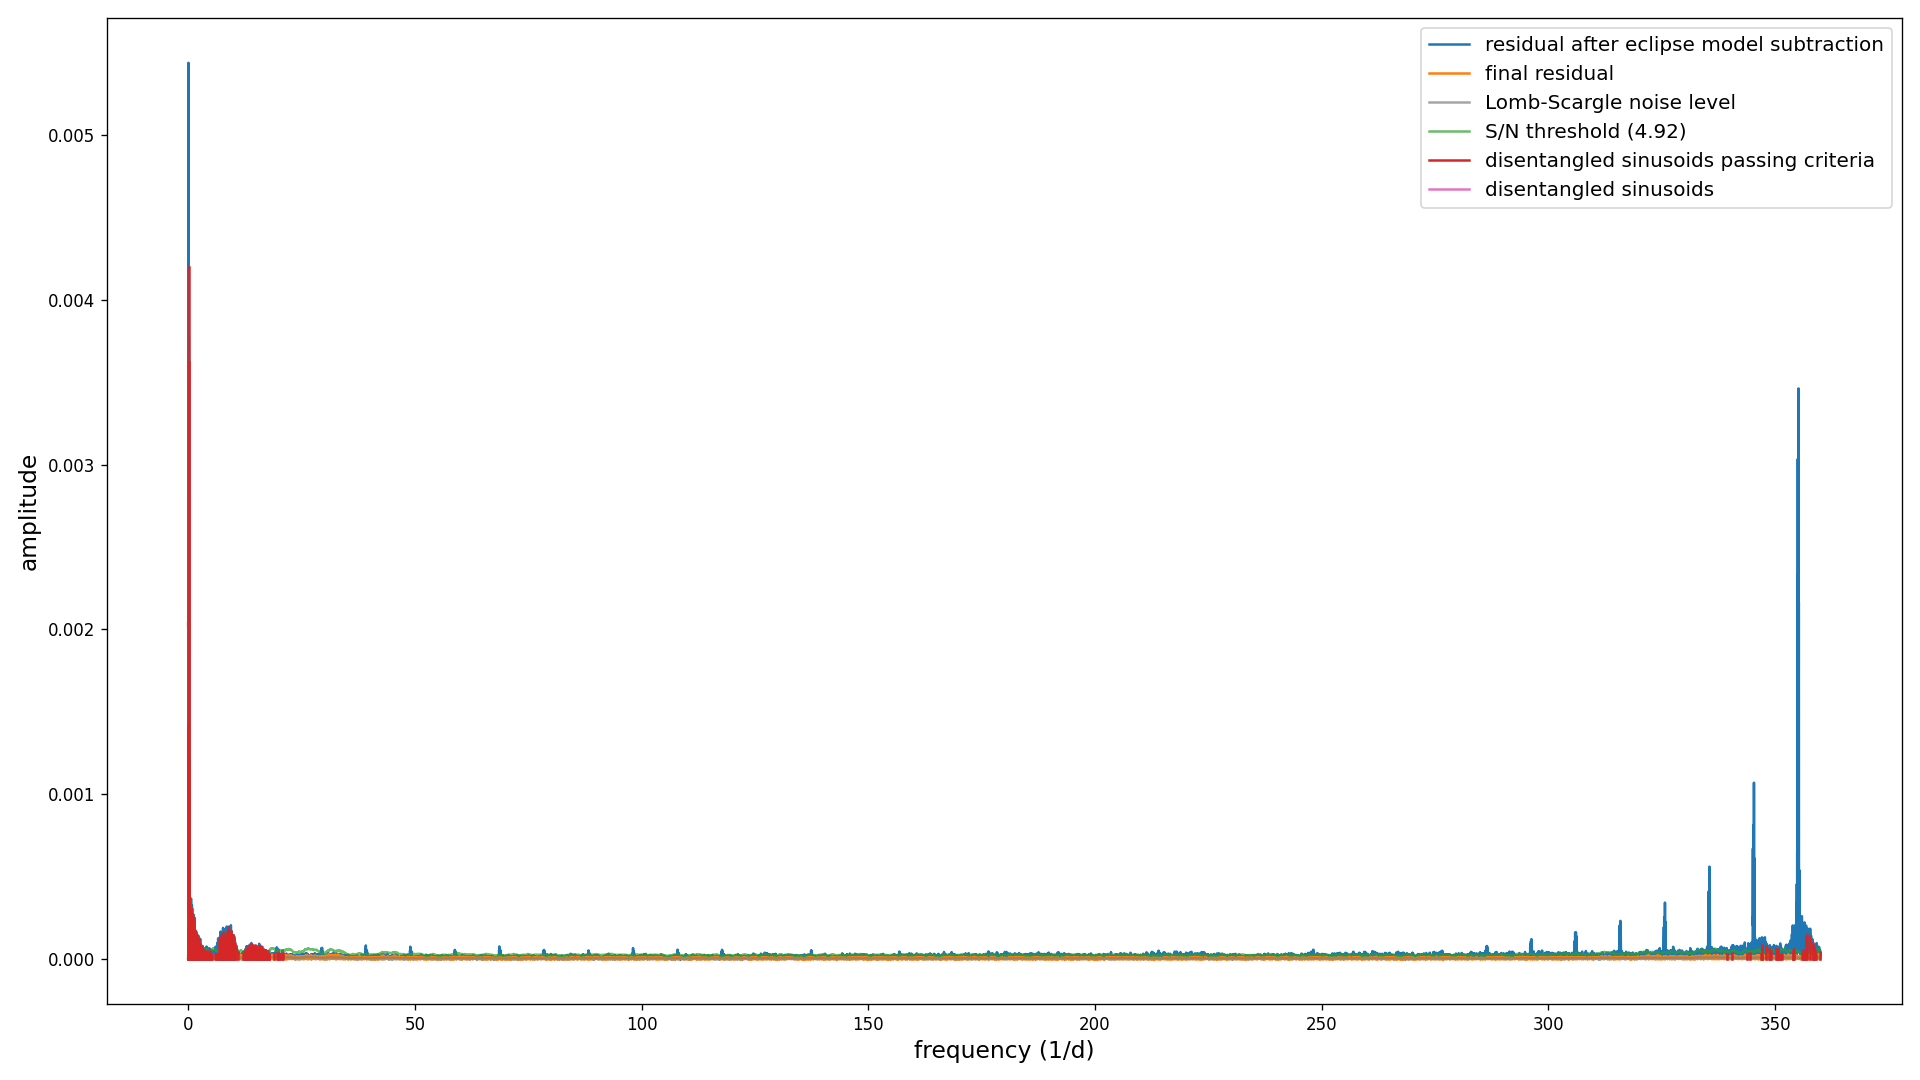 residual after eclipse model subtraction
final residual
Lomb-Scargle noise level
S/N threshold (4.92)
disentangled sinusoids passing criteria
disentangled sinusoids
0.005
0.004
0.003
0.002
0.001
0.000
amplitude
0 50 100 150 200 250 300 350
frequency (1/d)